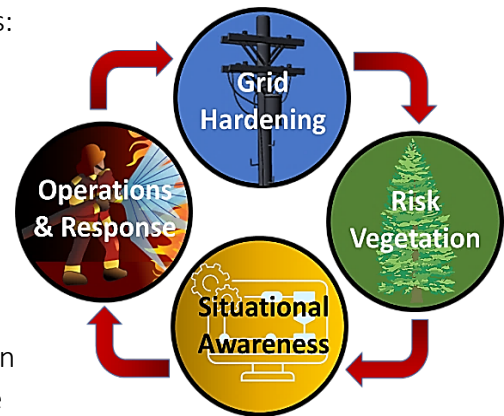 s:
Grid
Hardening
Operations
& Response
Risk
Vegetation
Situational
Awareness
n
e